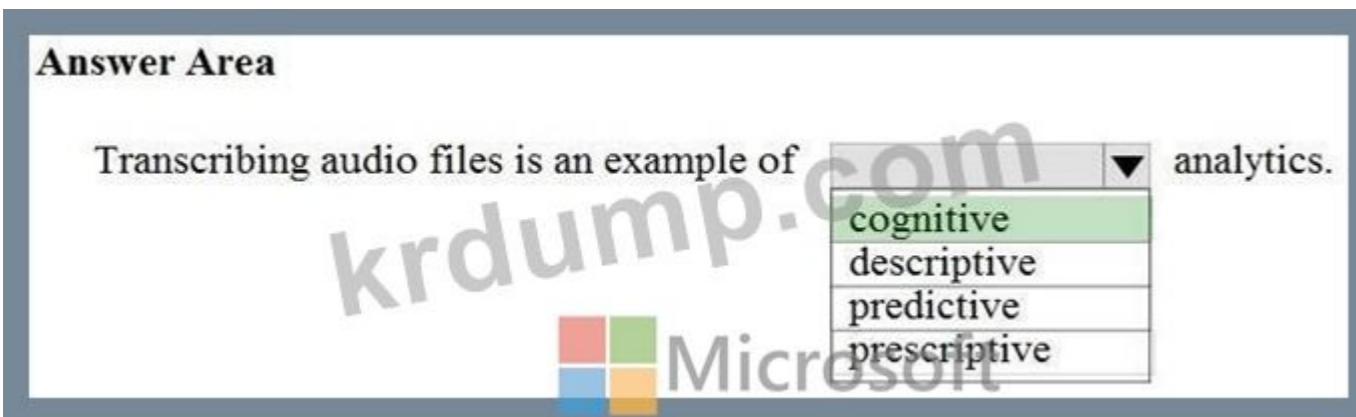 Answer Area
Transcribing audio files is an example of ▼ analytics.
cognitive
descriptive
predictive
prescriptive
krdump.com
Microsoft